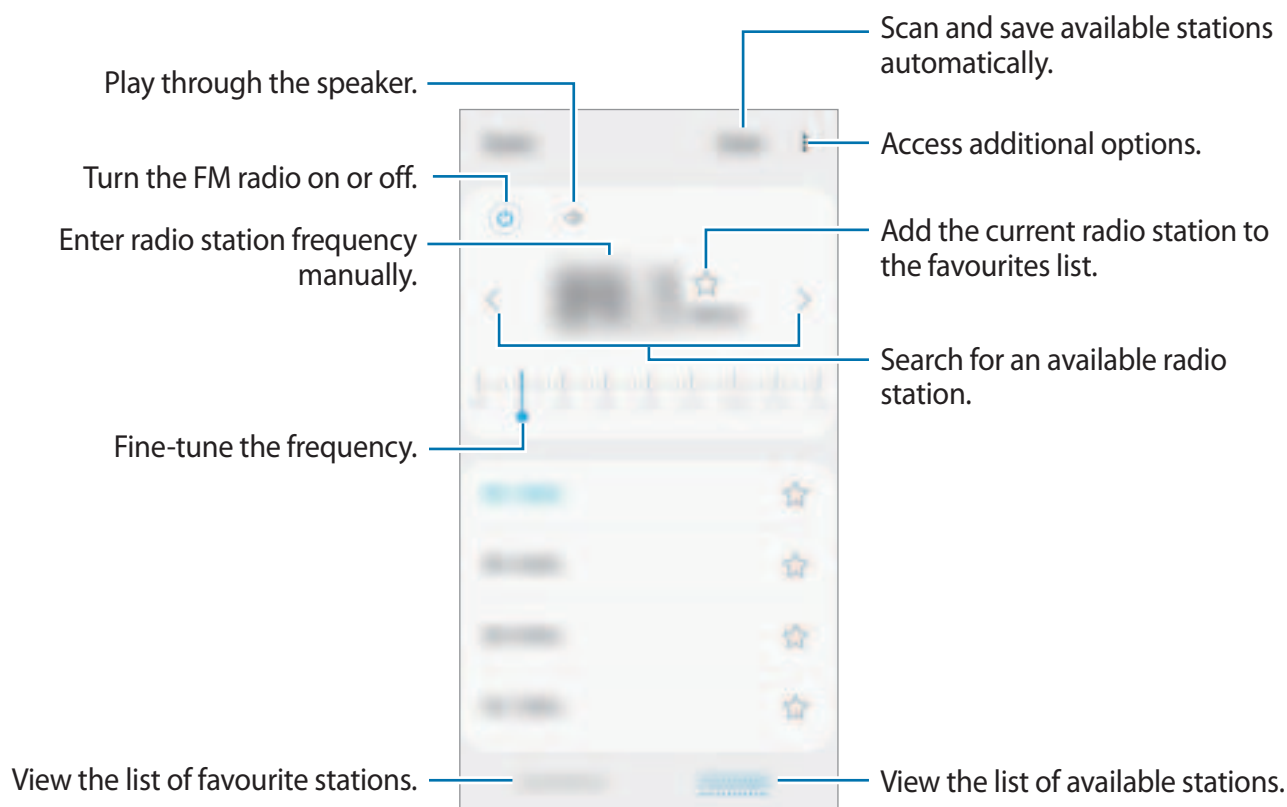 Scan and save available stations
automatically.
Play through the speaker.
Access additional options.
Turn the FM radio on or off.
Enter radio station frequency
manually.
Add the current radio station to
the favourites list.
Search for an available radio
station.
Fine-tune the frequency.
View the list of favourite stations.
View the list of available stations.